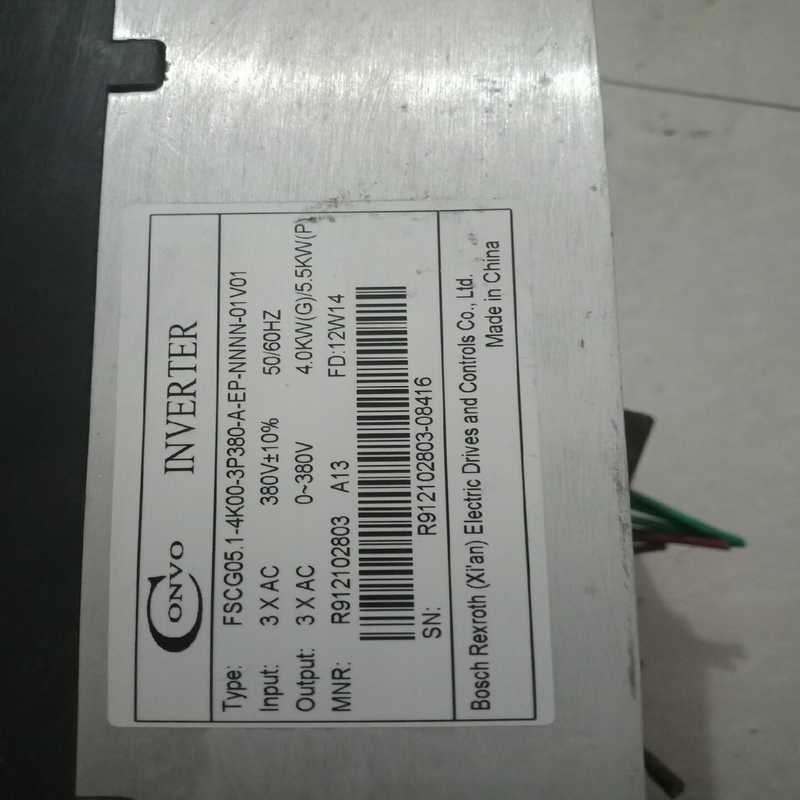 CONVO INVERTER
Type: FSCG05.1-4K00-3P380-A-EP-NNNN-01V01
Input: 3 X AC 380V±10% 50/60HZ
Output: 3 X AC 0~380V 4.0KW(G)/5.5KW(P)
MNR: R912102803 A13 FD:12W14
SN: R912102803-08416
Bosch Rexroth (Xi'an) Electric Drives and Controls Co., Ltd.
Made in China